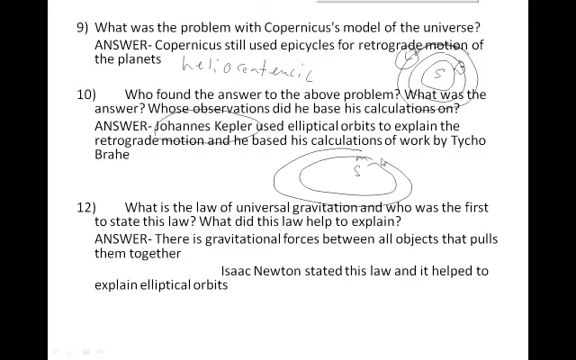 9) What was the problem with Copernicus's model of the universe?
ANSWER- Copernicus still used epicycles for retrograde motion of
the planets
heliocentencic
S
10) Who found the answer to the above problem? What was the
answer? Whose observations did he base his calculations on?
ANSWER- Johannes Kepler used elliptical orbits to explain the
retrograde motion and he based his calculations of work by Tycho
Brahe
S
12) What is the law of universal gravitation and who was the first
to state this law? What did this law help to explain?
ANSWER- There is gravitational forces between all objects that pulls
them together
Isaac Newton stated this law and it helped to
explain elliptical orbits